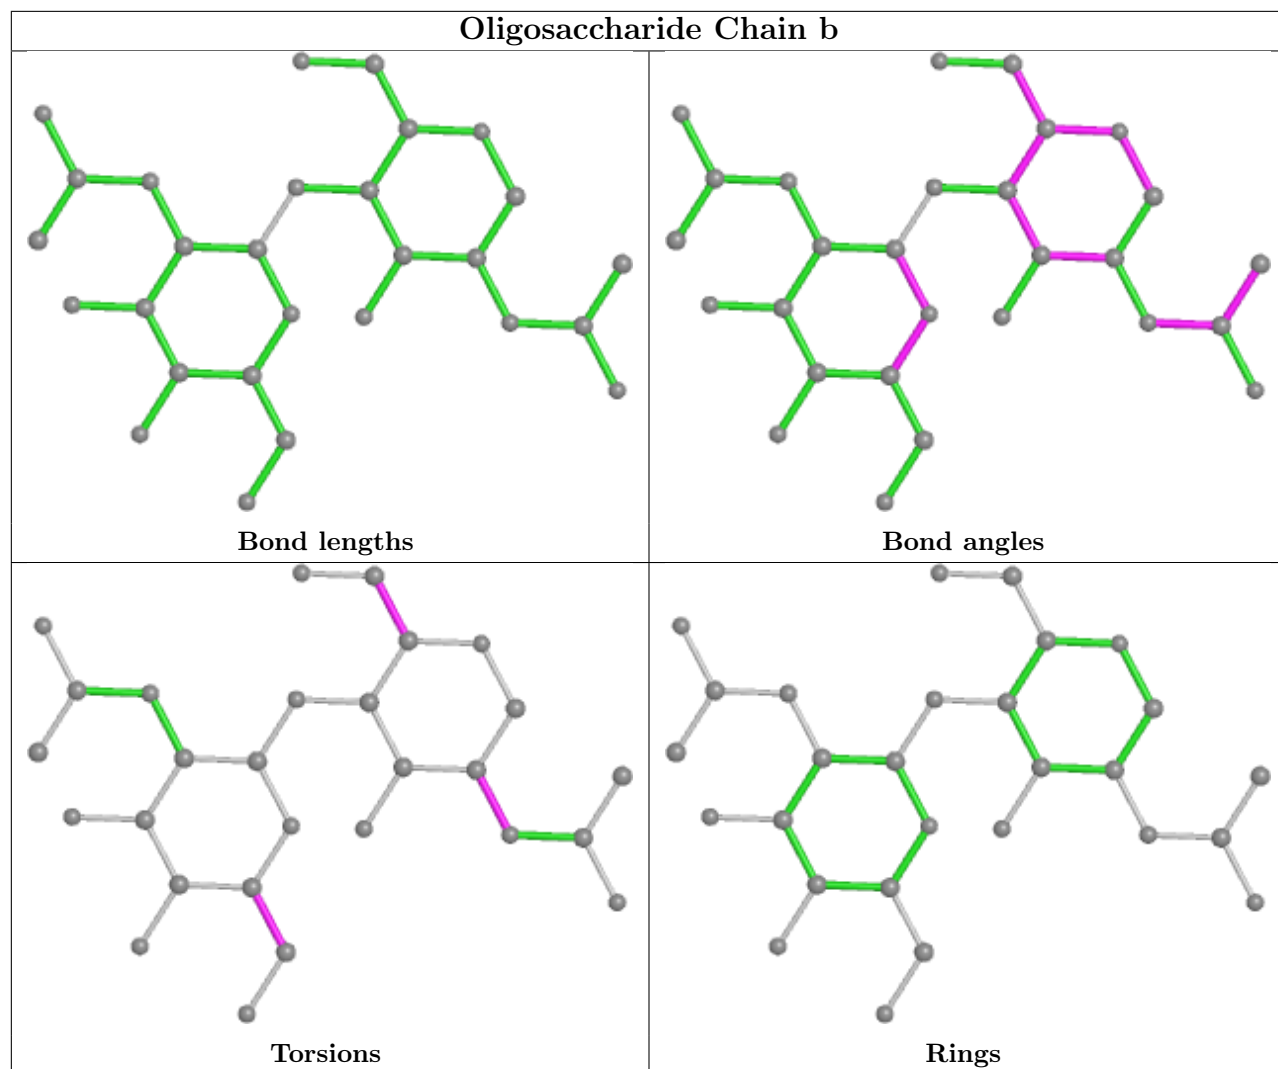 Oligosaccharide Chain b
Bond lengths
Bond angles
Torsions
Rings